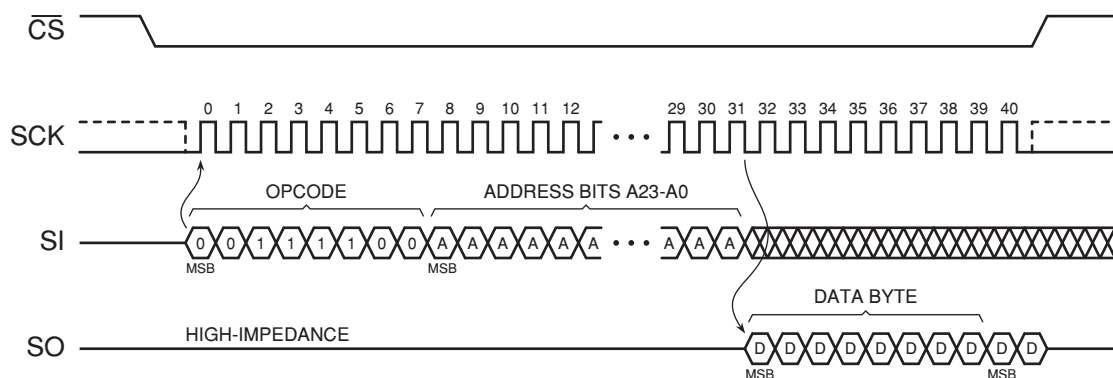 CS
0 1 2 3 4 5 6 7 8 9 10 11 12 29 30 31 32 33 34 35 36 37 38 39 40
SCK
OPCODE ADDRESS BITS A23-A0
SI 0 0 1 1 1 1 0 0 A A A A A A A A A
MSB MSB
DATA BYTE
HIGH-IMPEDANCE
SO D D D D D D D D D D
MSB MSB